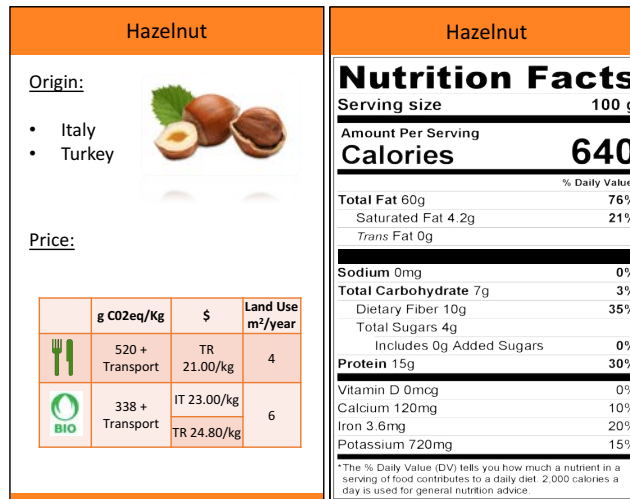 Hazelnut
Origin:
• Italy
• Turkey
Price:
g C02eq/Kg $ Land Use m²/year
520 + Transport TR 21.00/kg 4
BIO 338 + Transport IT 23.00/kg 6
TR 24.80/kg
Hazelnut
Nutrition Facts
Serving size 100 g
Amount Per Serving
Calories 640
% Daily Value
Total Fat 60g 76%
Saturated Fat 4.2g 21%
Trans Fat 0g
Sodium 0mg 0%
Total Carbohydrate 7g 3%
Dietary Fiber 10g 35%
Total Sugars 4g
Includes 0g Added Sugars 0%
Protein 15g 30%
Vitamin D 0mcg 0%
Calcium 120mg 10%
Iron 3.6mg 20%
Potassium 720mg 15%
*The % Daily Value (DV) tells you how much a nutrient in a
serving of food contributes to a daily diet. 2,000 calories a
day is used for general nutrition advice.